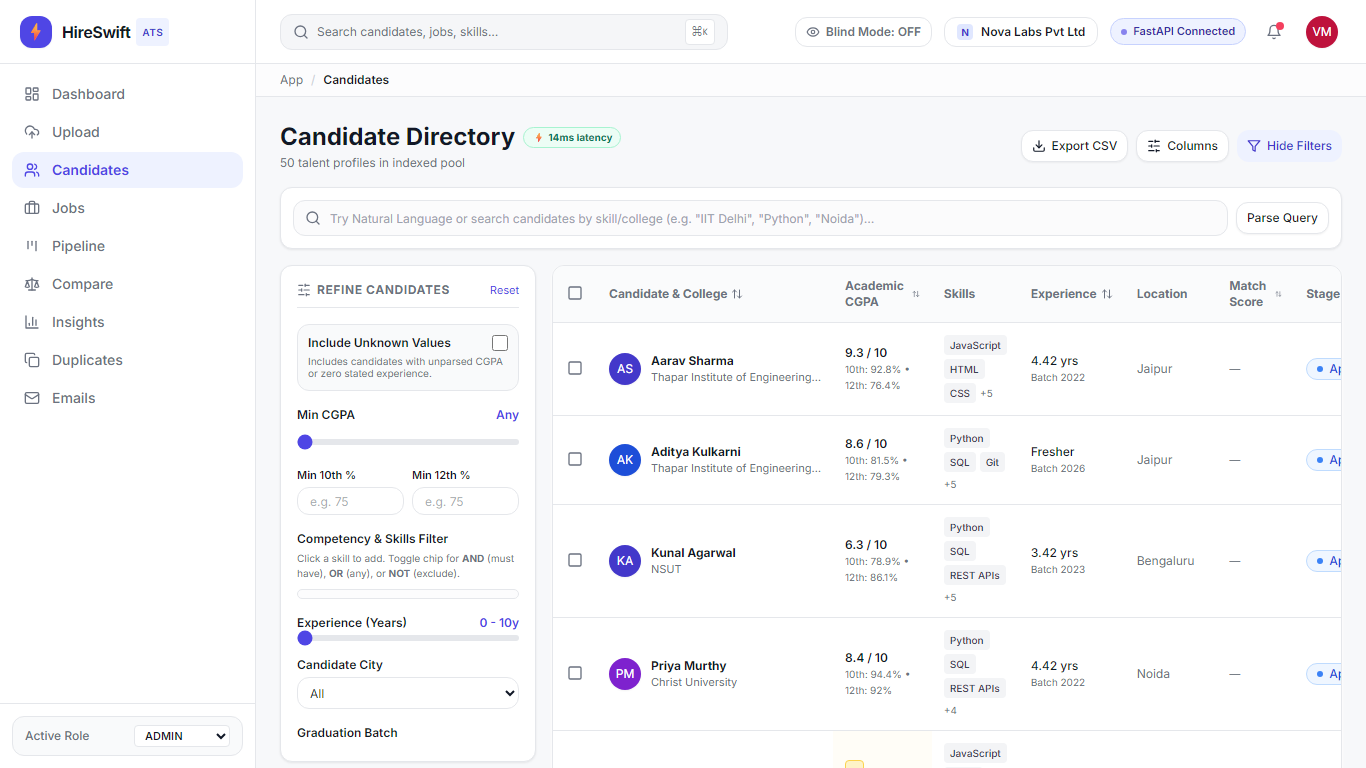 HireSwift ATS
Search candidates, jobs, skills...
⌘K
Blind Mode: OFF
N Nova Labs Pvt Ltd
FastAPI Connected
VM
Dashboard
Upload
Candidates
Jobs
Pipeline
Compare
Insights
Duplicates
Emails
Active Role
ADMIN
App / Candidates
Candidate Directory
14ms latency
50 talent profiles in indexed pool
Export CSV
Columns
Hide Filters
Try Natural Language or search candidates by skill/college (e.g. "IIT Delhi", "Python", "Noida")...
Parse Query
REFINE CANDIDATES
Reset
Include Unknown Values
Includes candidates with unparsed CGPA
or zero stated experience.
Min CGPA
Any
Min 10th %
Min 12th %
e.g. 75
e.g. 75
Competency & Skills Filter
Click a skill to add. Toggle chip for AND (must
have), OR (any), or NOT (exclude).
Experience (Years)
0 - 10y
Candidate City
All
Graduation Batch
Candidate & College
Academic
CGPA
Skills
Experience
Location
Match
Score
Stage
AS
Aarav Sharma
Thapar Institute of Engineering...
9.3 / 10
10th: 92.8% •
12th: 76.4%
JavaScript
HTML
CSS +5
4.42 yrs
Batch 2022
Jaipur
—
Ap
AK
Aditya Kulkarni
Thapar Institute of Engineering...
8.6 / 10
10th: 81.5% •
12th: 79.3%
Python
SQL Git
+5
Fresher
Batch 2026
Jaipur
—
Ap
KA
Kunal Agarwal
NSUT
6.3 / 10
10th: 78.9% •
12th: 86.1%
Python
SQL
REST APIs
+5
3.42 yrs
Batch 2023
Bengaluru
—
Ap
PM
Priya Murthy
Christ University
8.4 / 10
10th: 94.4% •
12th: 92%
Python
SQL
REST APIs
+4
4.42 yrs
Batch 2022
Noida
—
Ap
JavaScript